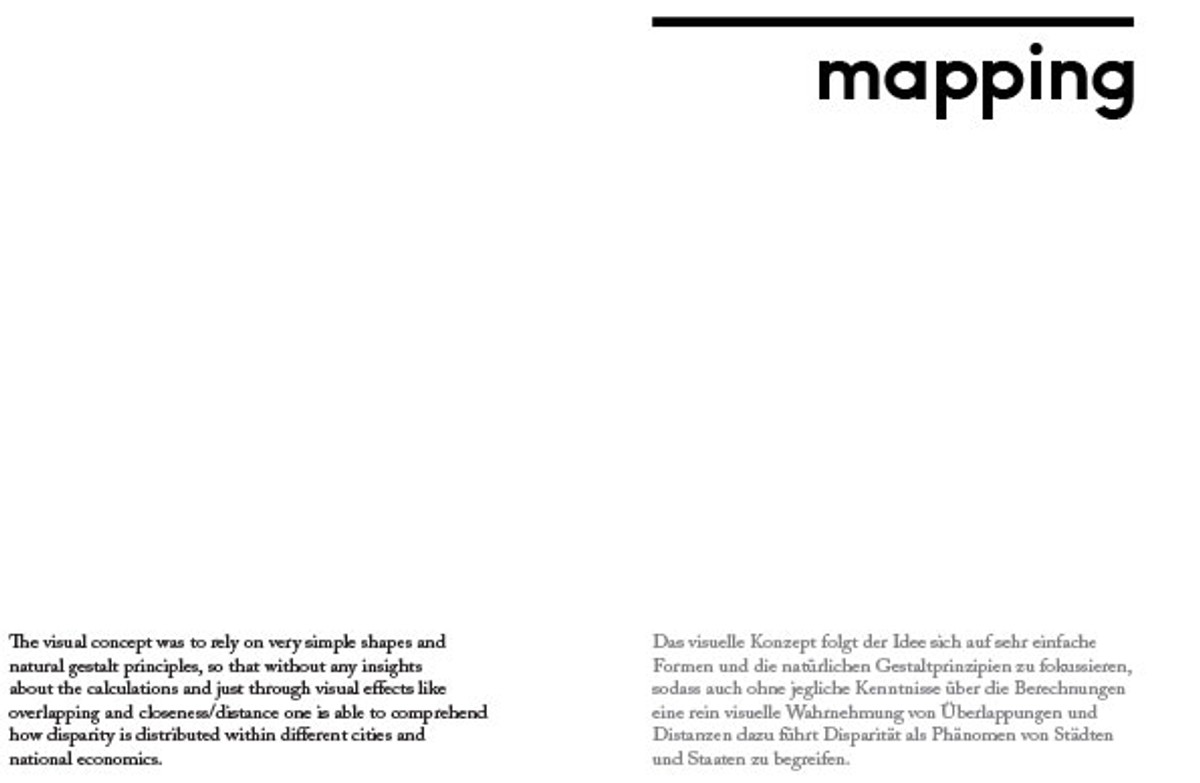 mapping
The visual concept was to rely on very simple shapes and
natural gestalt principles, so that without any insights
about the calculations and just through visual effects like
overlapping and closeness/distance one is able to comprehend
how disparity is distributed within different cities and
national economics.
Das visuelle Konzept folgt der Idee sich auf sehr einfache
Formen und die natürlichen Gestaltprinzipien zu fokussieren,
sodass auch ohne jegliche Kenntnisse über die Berechnungen
eine rein visuelle Wahrnehmung von Überlappungen und
Distanzen dazu führt Disparität als Phänomen von Städten
und Staaten zu begreifen.